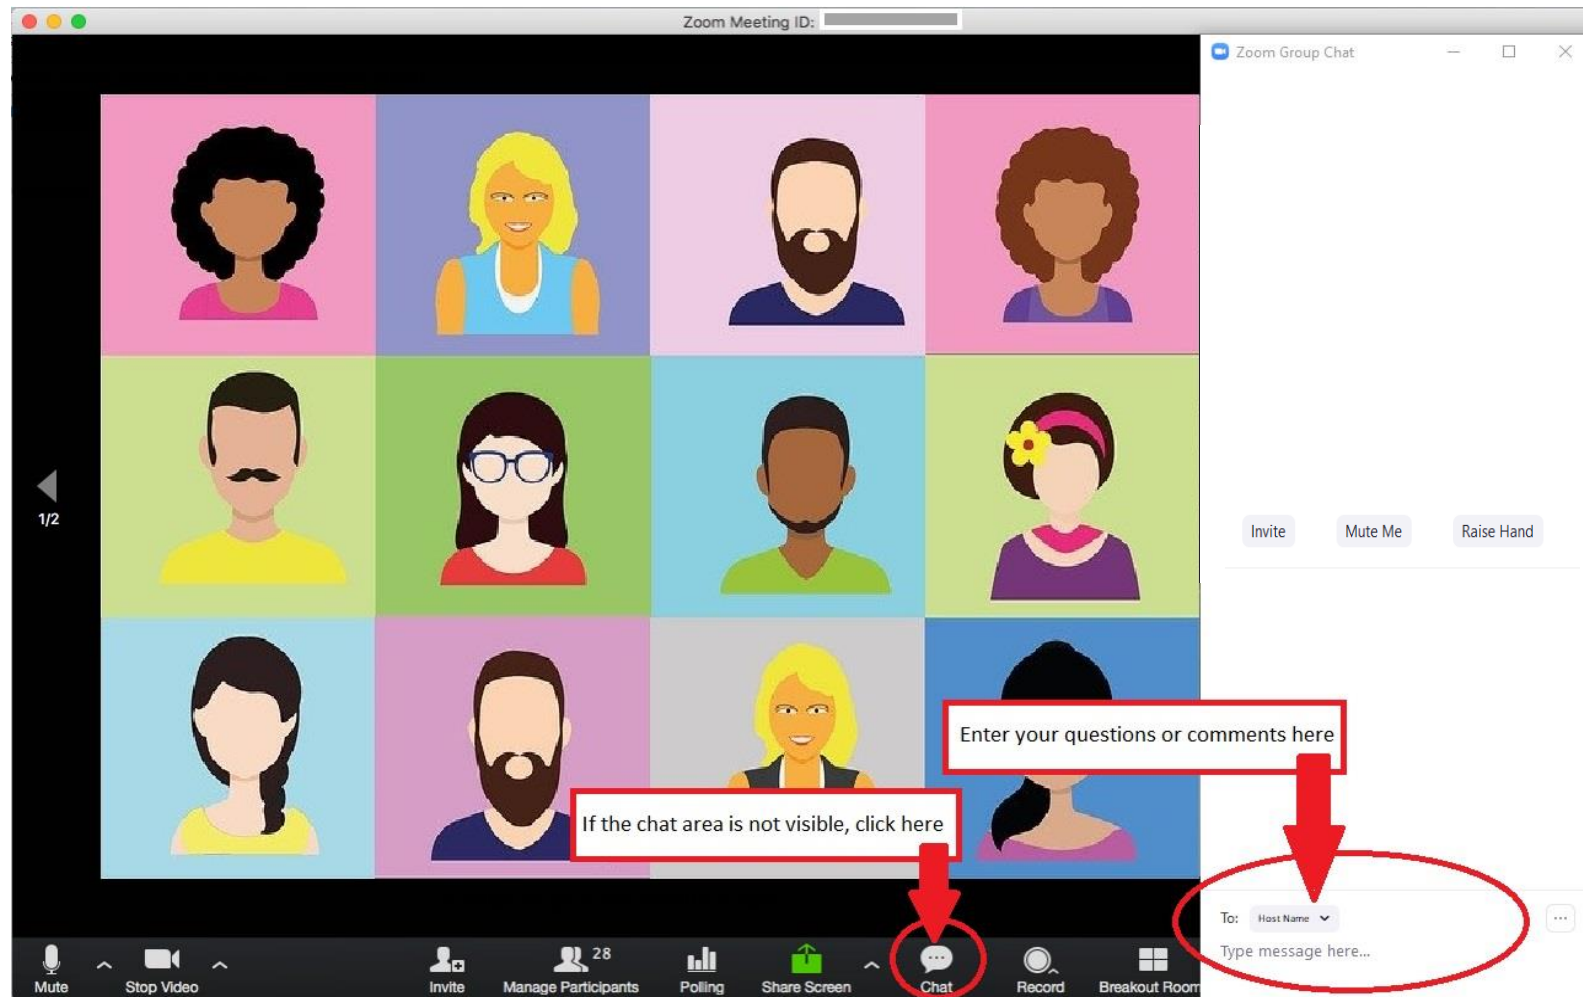 Zoom Meeting ID:
Zoom Group Chat
1/2
Invite Mute Me Raise Hand
Enter your questions or comments here
If the chat area is not visible, click here
To: Host Name
Type message here...
28
Mute Stop Video Invite Manage Participants Polling Share Screen Chat Record Breakout Room